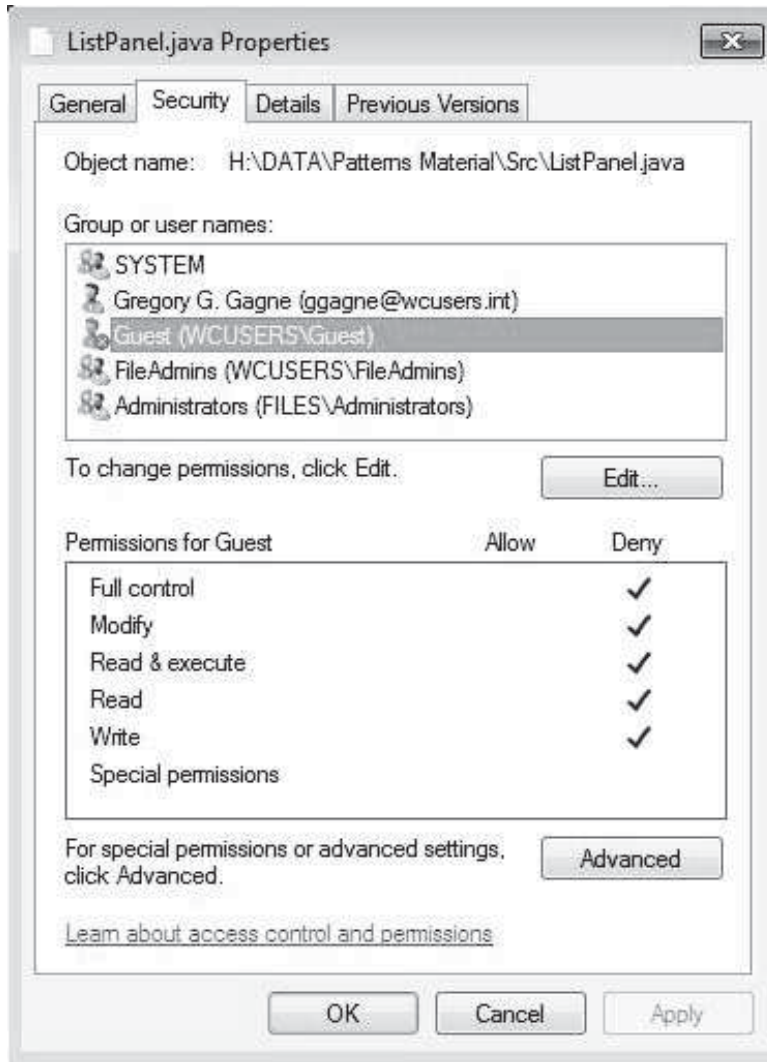 ListPanel.java Properties
General Security Details Previous Versions
Object name: H:\DATA\Patterns Material\Src\ListPanel.java
Group or user names:
SYSTEM
Gregory G. Gagne (ggagne@wcusers.int)
Guest (WCUSERS\Guest)
FileAdmins (WCUSERS\FileAdmins)
Administrators (FILES\Administrators)
To change permissions, click Edit.
Edit...
Permissions for Guest Allow Deny
Full control
Modify
Read & execute
Read
Write
Special permissions
For special permissions or advanced settings,
click Advanced.
Advanced
Learn about access control and permissions
OK Cancel Apply